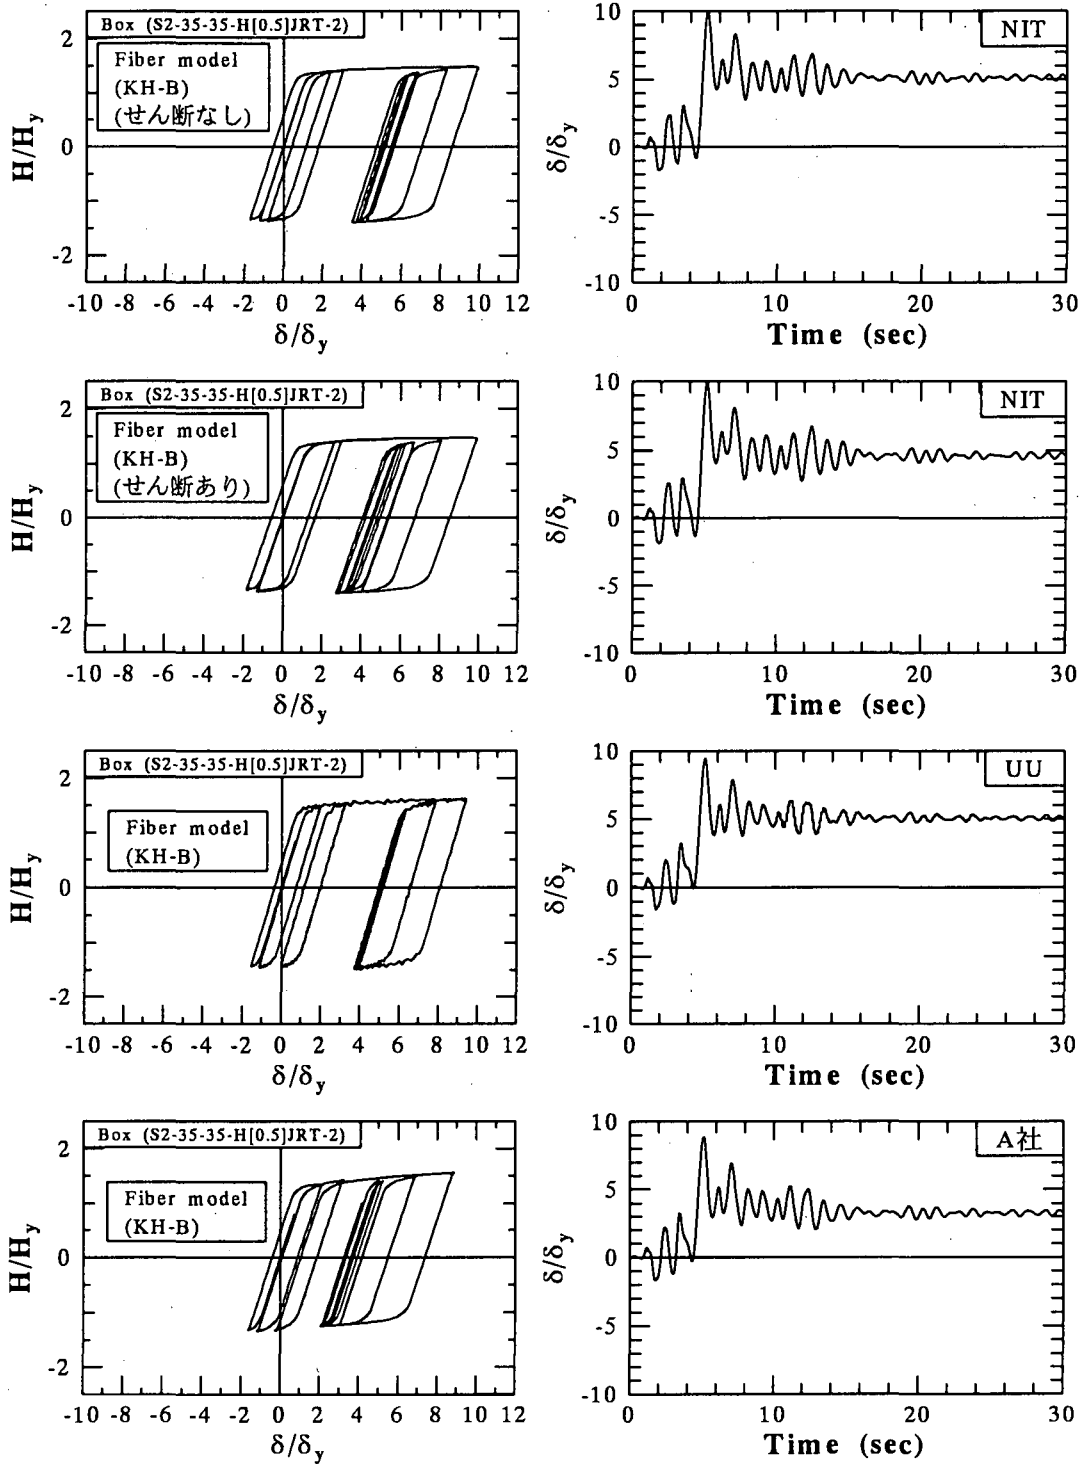 Box (S2-35-35-H[0.5]JRT-2)
Fiber model
(KH-B)
(せん断なし)
H/Hy
2
0
-2
-10 -8 -6 -4 -2 0 2 4 6 8 10 12
δ/δy
NIT
δ/δy
10
5
0
-5
-10
0 10 20 30
Time (sec)
Box (S2-35-35-H[0.5]JRT-2)
Fiber model
(KH-B)
(せん断あり)
H/Hy
2
0
-2
-10 -8 -6 -4 -2 0 2 4 6 8 10 12
δ/δy
NIT
δ/δy
10
5
0
-5
-10
0 10 20 30
Time (sec)
Box (S2-35-35-H[0.5]JRT-2)
Fiber model
(KH-B)
H/Hy
2
0
-2
-10 -8 -6 -4 -2 0 2 4 6 8 10 12
δ/δy
UU
δ/δy
10
5
0
-5
-10
0 10 20 30
Time (sec)
Box (S2-35-35-H[0.5]JRT-2)
Fiber model
(KH-B)
H/Hy
2
0
-2
-10 -8 -6 -4 -2 0 2 4 6 8 10 12
δ/δy
A社
δ/δy
10
5
0
-5
-10
0 10 20 30
Time (sec)